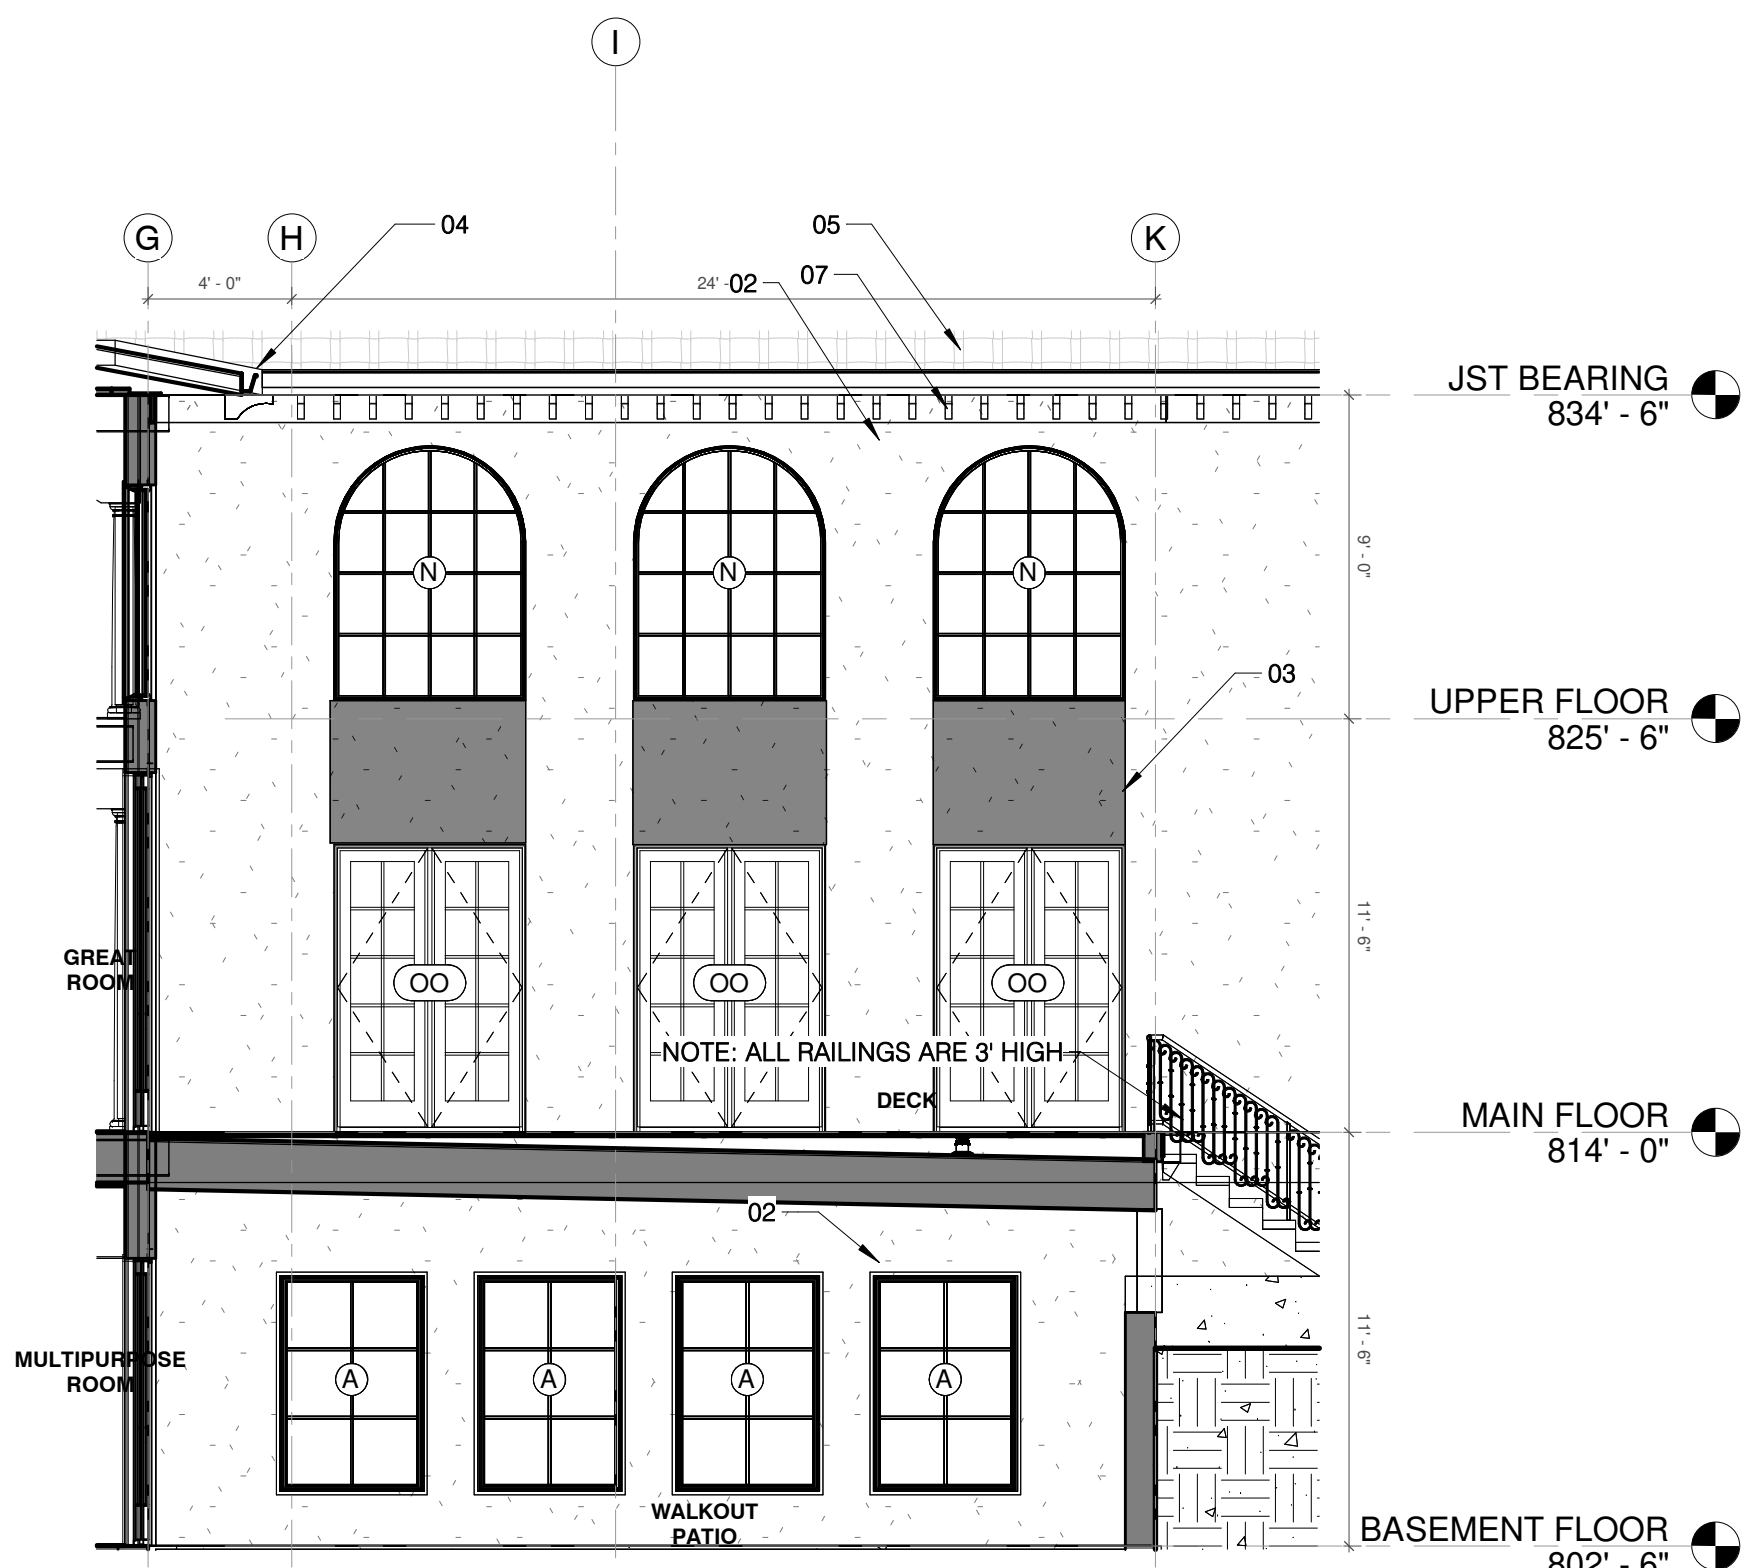 I
G
H
04
05
K
4' - 0"
24' -
02
07
JST BEARING
834' - 6"
9' - 0"
N
N
N
03
UPPER FLOOR
825' - 6"
11' - 6"
GREAT
ROOM
OO
OO
OO
NOTE: ALL RAILINGS ARE 3' HIGH
DECK
MAIN FLOOR
814' - 0"
02
11' - 6"
MULTIPURPOSE
ROOM
A
A
A
A
WALKOUT
PATIO
BASEMENT FLOOR
802' - 6"